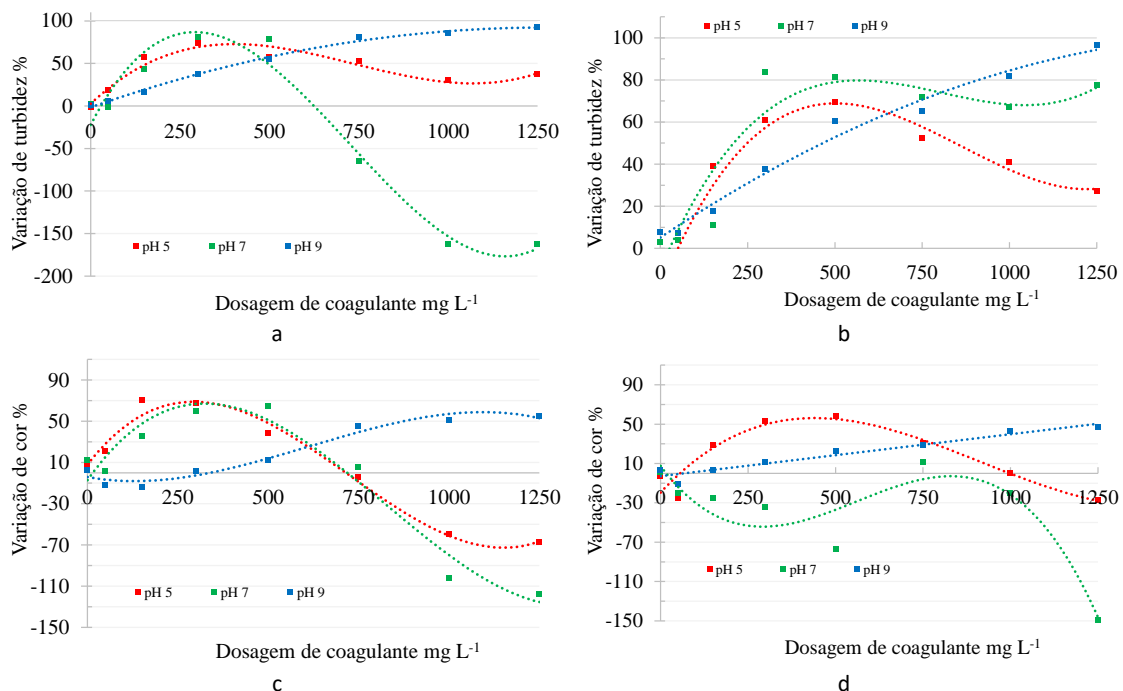 100
50
0
-50
-100
-150
-200
0 250 500 750 1000 1250
Variação de turbidez %
pH 5 pH 7 pH 9
Dosagem de coagulante mg L-1
a
100
80
60
40
20
0
0 250 500 750 1000 1250
Variação de turbidez %
pH 5 pH 7 pH 9
Dosagem de coagulante mg L-1
b
90
50
10
-30
-70
-110
-150
0 250 500 750 1000 1250
Variação de cor %
pH 5 pH 7 pH 9
Dosagem de coagulante mg L-1
c
90
50
10
-30
-70
-110
-150
0 250 500 750 1000 1250
Variação de cor %
pH 5 pH 7 pH 9
Dosagem de coagulante mg L-1
d